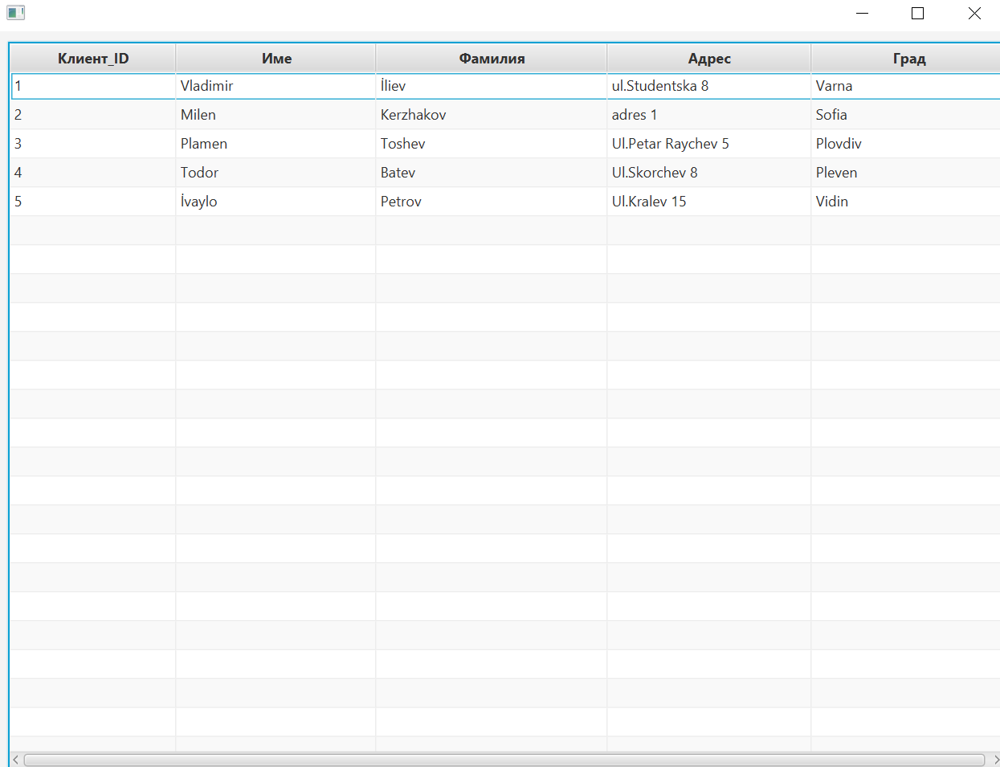 Клиент_ID Име Фамилия Адрес Град
1 Vladimir İliev ul.Studentska 8 Varna
2 Milen Kerzhakov adres 1 Sofia
3 Plamen Toshev Ul.Petar Raychev 5 Plovdiv
4 Todor Batev Ul.Skorchev 8 Pleven
5 İvaylo Petrov Ul.Kralev 15 Vidin